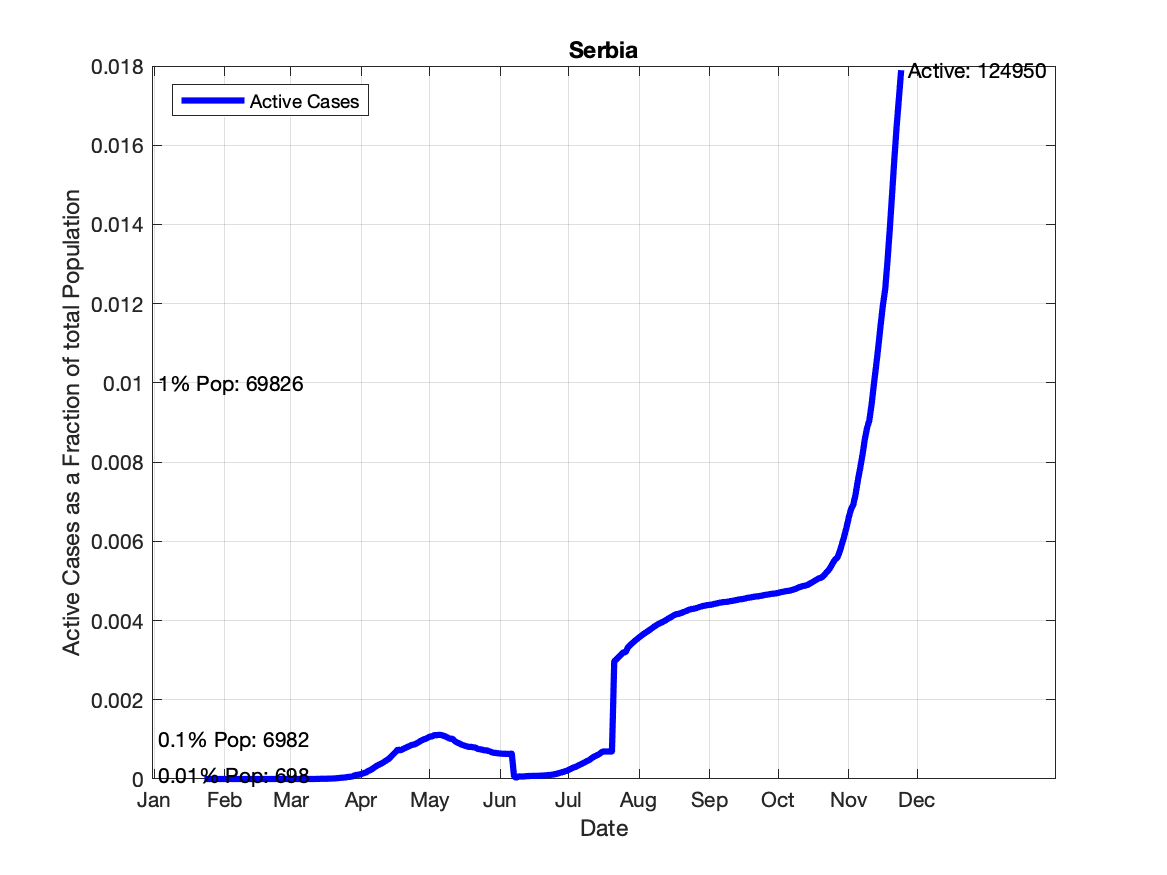 Serbia
0.018
Active: 124950
Active Cases
0.016
0.014
0.012
0.01
1% Pop: 69826
0.008
0.006
0.004
0.002
0.1% Pop: 6982
0
0.01% Pop: 698
Active Cases as a Fraction of total Population
Jan Feb Mar Apr May Jun Jul Aug Sep Oct Nov Dec
Date